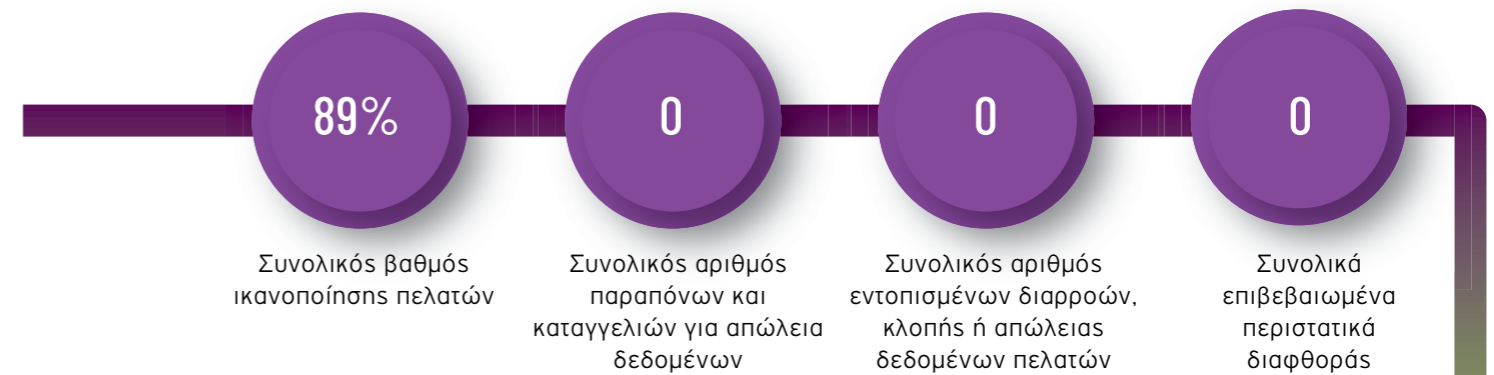 89%
Συνολικός βαθμός
ικανοποίησης πελατών
0
Συνολικός αριθμός
παραπόνων και
καταγγελιών για απώλεια
δεδομένων
0
Συνολικός αριθμός
εντοπισμένων διαρροών,
κλοπής ή απώλειας
δεδομένων πελατών
0
Συνολικά
επιβεβαιωμένα
περιστατικά
διαφθοράς